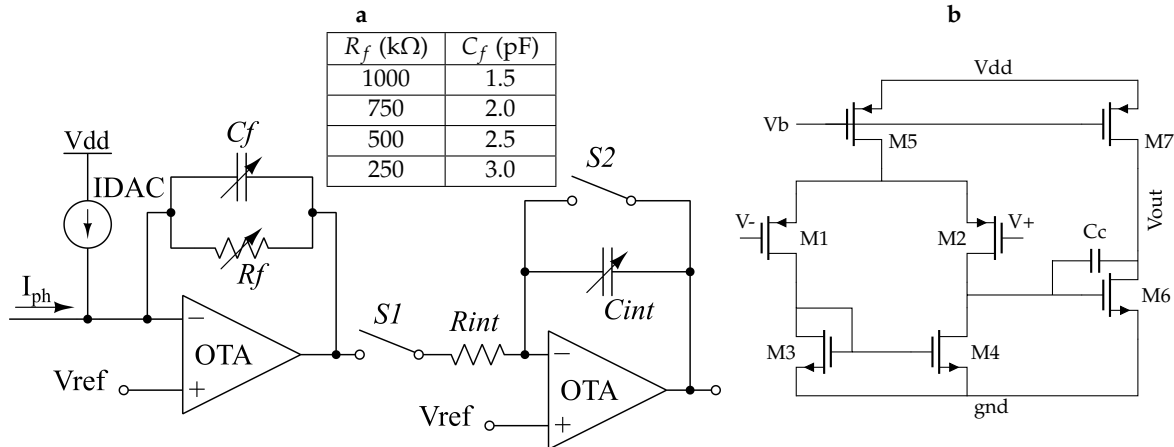 a
R_f (kΩ) C_f (pF)
1000 1.5
750 2.0
500 2.5
250 3.0
Vdd
IDAC
Cf
Rf
I_ph
−
OTA
+
Vref
S1
Rint
S2
Cint
−
OTA
+
Vref
b
Vdd
Vb
M5
M7
V-
M1
M2
V+
Cc
Vout
M6
M3
M4
gnd